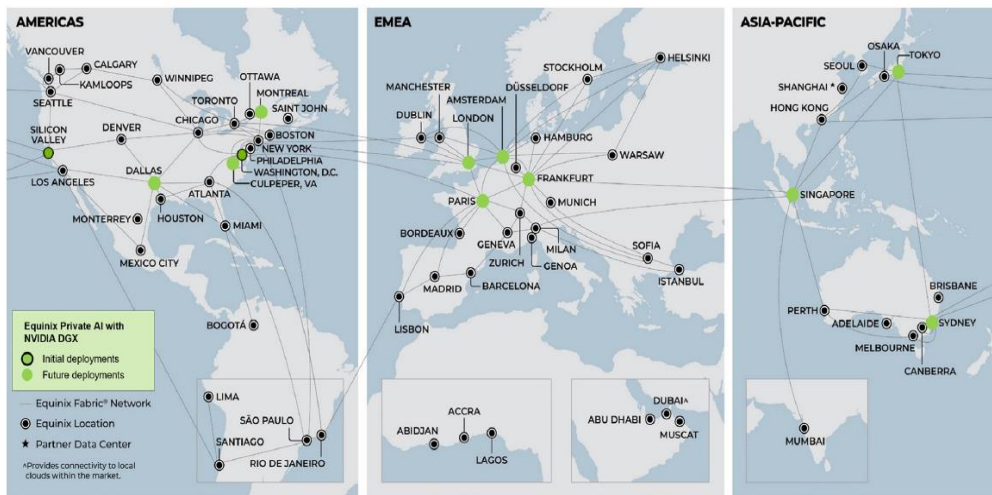 AMERICAS
VANCOUVER
CALGARY
KAMLOOPS
WINNIPEG
SEATTLE
OTTAWA
MONTREAL
TORONTO
SAINT JOHN
CHICAGO
BOSTON
SILICON
VALLEY
DENVER
NEW YORK
PHILADELPHIA
WASHINGTON, D.C.
CULPEPER, VA
DALLAS
LOS ANGELES
ATLANTA
MONTERREY
HOUSTON
MIAMI
MEXICO CITY
BOGOTÁ
LIMA
SÃO PAULO
SANTIAGO
RIO DE JANEIRO
Equinix Private AI with
NVIDIA DGX
Initial deployments
Future deployments
Equinix Fabric® Network
Equinix Location
★ Partner Data Center
^Provides connectivity to local
clouds within the market.
EMEA
HELSINKI
STOCKHOLM
MANCHESTER
DÜSSELDORF
AMSTERDAM
DUBLIN
LONDON
HAMBURG
WARSAW
FRANKFURT
PARIS
MUNICH
BORDEAUX
GENEVA
MILAN
ZURICH
GENOA
SOFIA
ISTANBUL
MADRID
BARCELONA
LISBON
ACCRA
ABIDJAN
LAGOS
DUBAI^
ABU DHABI
MUSCAT
ASIA-PACIFIC
OSAKA
TOKYO
SEOUL
SHANGHAI ★
HONG KONG
SINGAPORE
BRISBANE
PERTH
ADELAIDE
SYDNEY
MELBOURNE
CANBERRA
MUMBAI